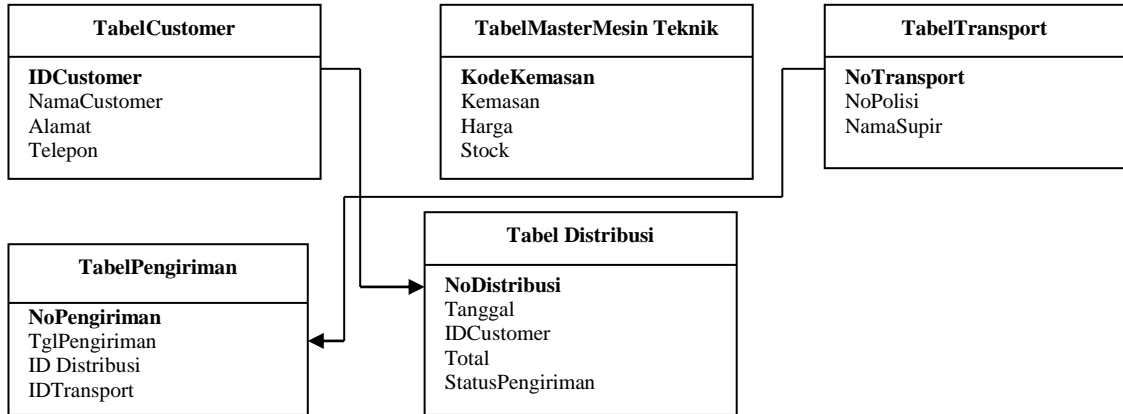 TabelCustomer
IDCustomer
NamaCustomer
Alamat
Telepon
TabelMasterMesin Teknik
KodeKemasan
Kemasan
Harga
Stock
TabelTransport
NoTransport
NoPolisi
NamaSupir
TabelPengiriman
NoPengiriman
TglPengiriman
ID Distribusi
IDTransport
Tabel Distribusi
NoDistribusi
Tanggal
IDCustomer
Total
StatusPengiriman